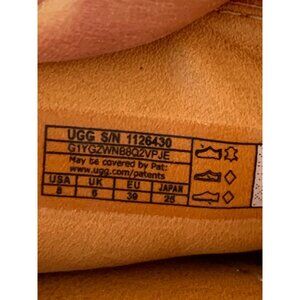 UGG S/N 1126430
G1YGZWNB8Q2VPJE
May be covered by Pat:
www.ugg.com/patents
USA UK EU JAPAN
8 6 39 25